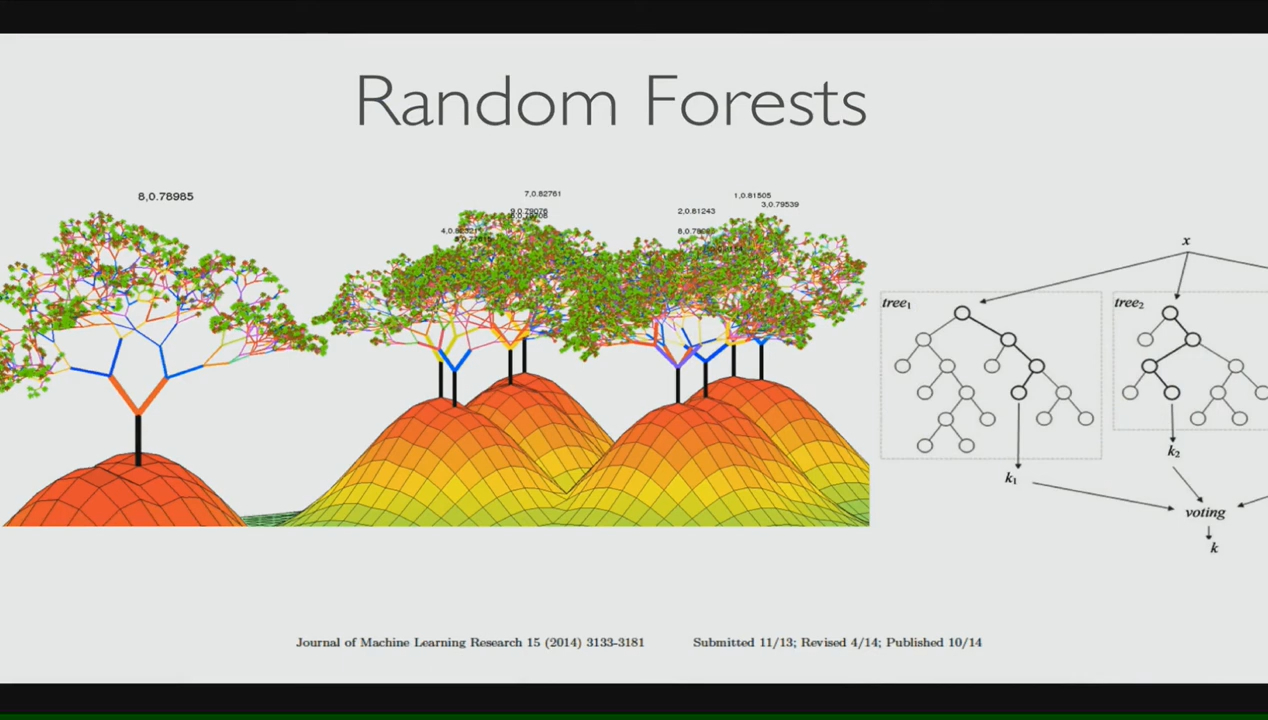 Random Forests
8,0.78985
7,0.82761
1,0.81505
3,0.79539
2,0.81243
x
tree1
tree2
k1
k2
voting
k
Journal of Machine Learning Research 15 (2014) 3133-3181
Submitted 11/13; Revised 4/14; Published 10/14